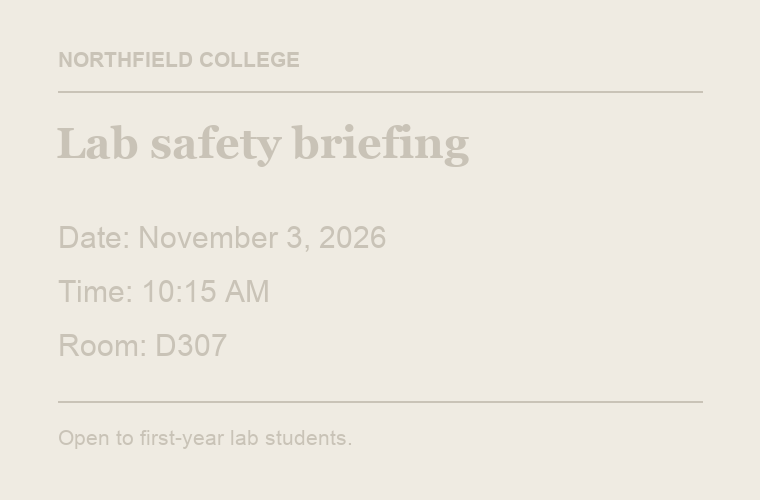 NORTHFIELD COLLEGE
Lab safety briefing
Date: November 3, 2026
Time: 10:15 AM
Room: D307
Open to first-year lab students.